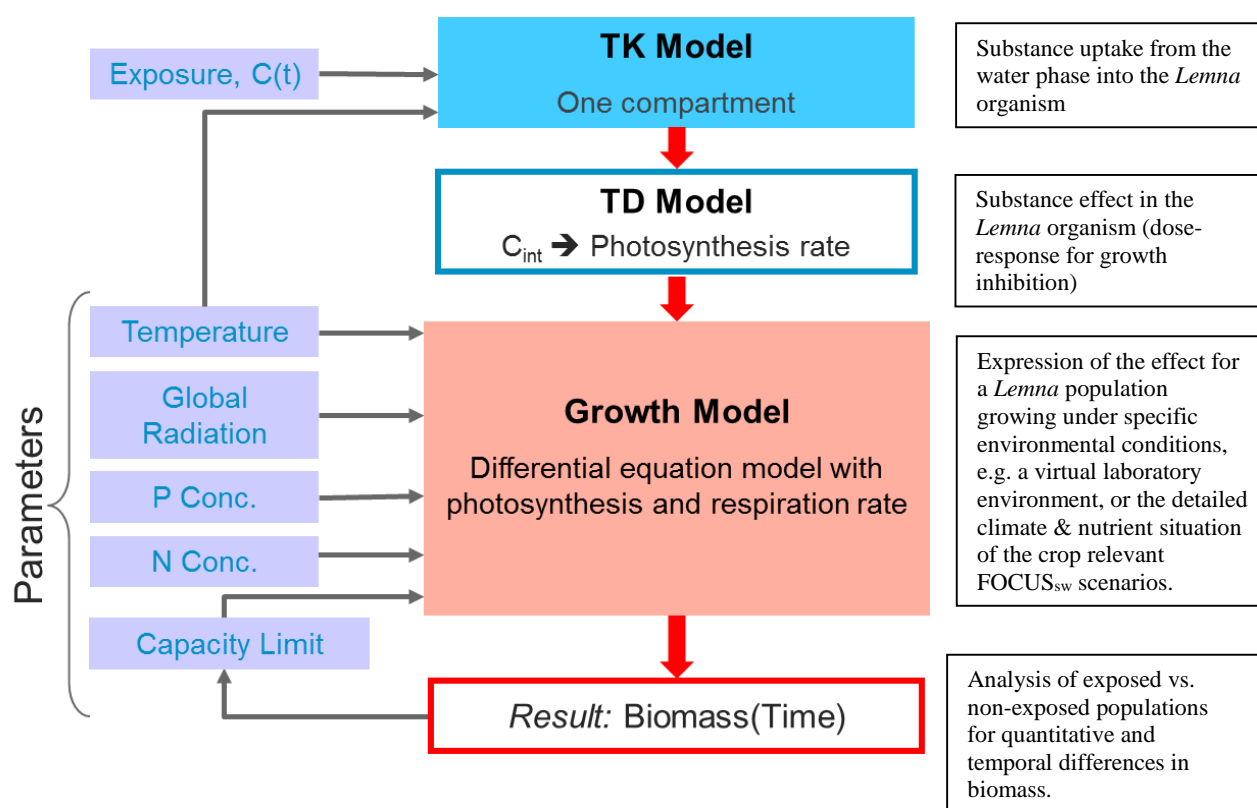 TK Model
One compartment
Exposure, C(t)
Substance uptake from the
water phase into the Lemna
organism
TD Model
Cint ➔ Photosynthesis rate
Substance effect in the
Lemna organism (dose-
response for growth
inhibition)
Parameters
Temperature
Global
Radiation
P Conc.
N Conc.
Capacity Limit
Growth Model
Differential equation model with
photosynthesis and respiration rate
Expression of the effect for
a Lemna population
growing under specific
environmental conditions,
e.g. a virtual laboratory
environment, or the detailed
climate & nutrient situation
of the crop relevant
FOCUSsw scenarios.
Result: Biomass(Time)
Analysis of exposed vs.
non-exposed populations
for quantitative and
temporal differences in
biomass.